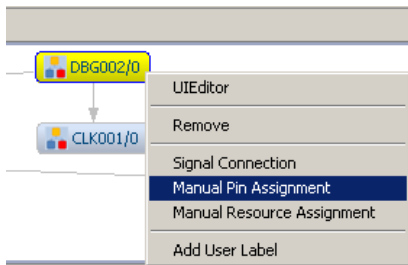 DBG002/0
UIEditor
Remove
CLK001/0
Signal Connection
Manual Pin Assignment
Manual Resource Assignment
Add User Label